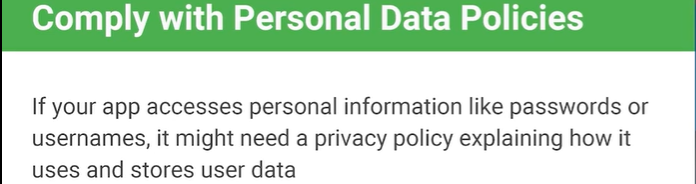 Comply with Personal Data Policies
If your app accesses personal information like passwords or
usernames, it might need a privacy policy explaining how it
uses and stores user data